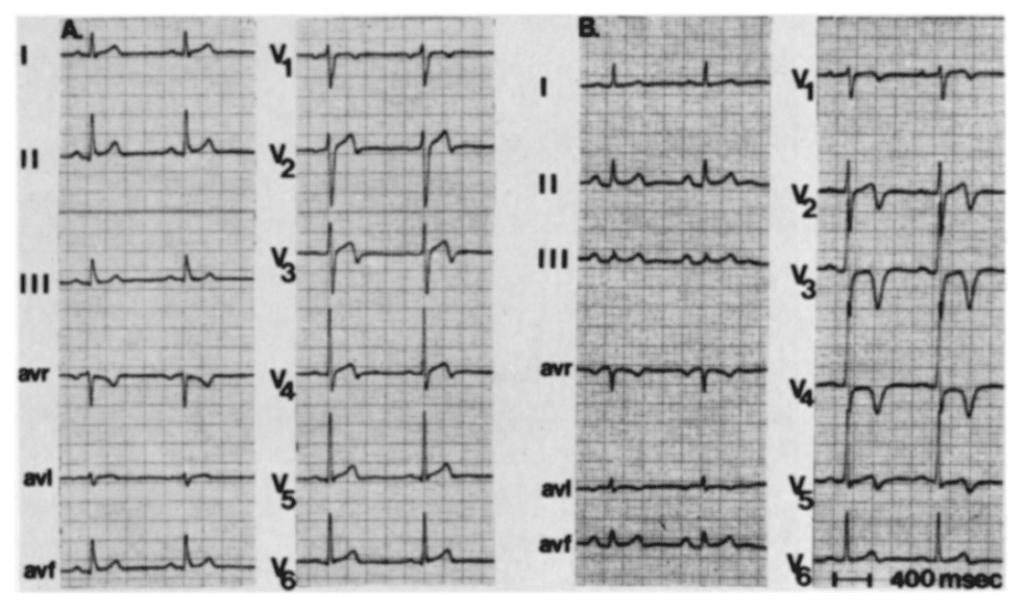 A.
I
II
III
avr
avl
avf
V1
V2
V3
V4
V5
V6
B.
I
II
III
avr
avl
avf
V1
V2
V3
V4
V5
V6
400 msec